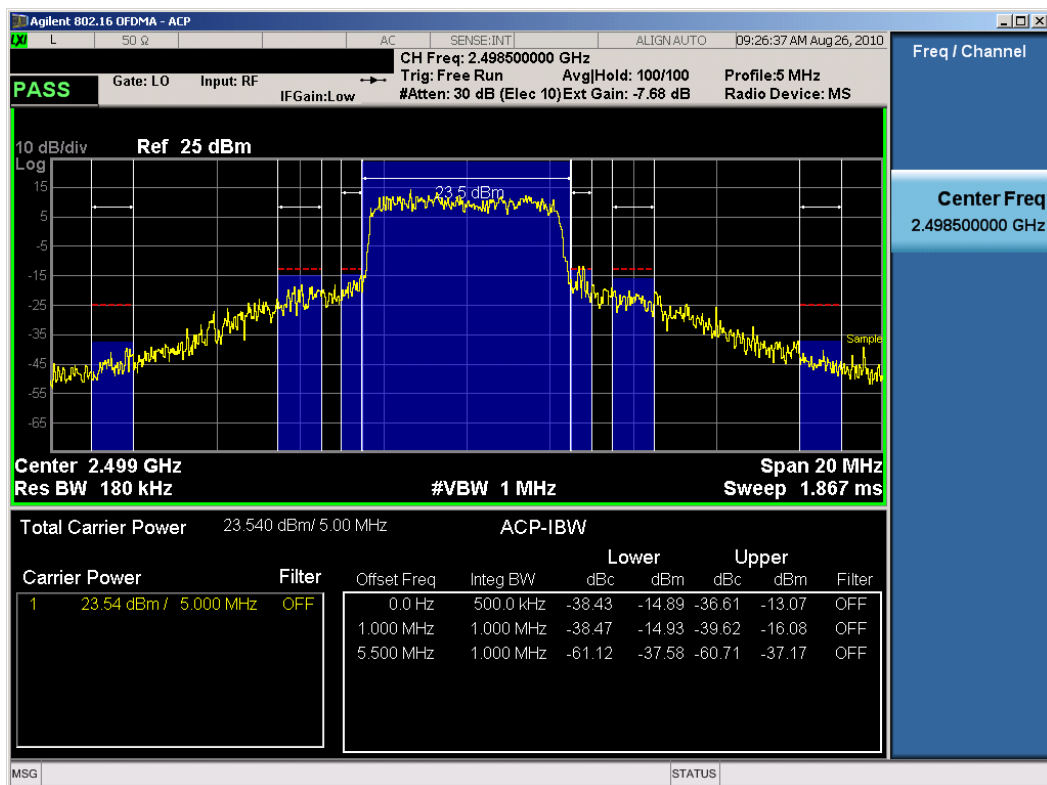 Agilent 802.16 OFDMA - ACP
LXI L 50 Ω AC SENSE:INT ALIGN AUTO 09:26:37 AM Aug 26, 2010
CH Freq: 2.498500000 GHz
PASS Gate: LO Input: RF Trig: Free Run Avg|Hold: 100/100 Profile:5 MHz
IFGain:Low #Atten: 30 dB (Elec 10) Ext Gain: -7.68 dB Radio Device: MS
Freq / Channel
Center Freq
2.498500000 GHz
10 dB/div Ref 25 dBm
Log
23.5 dBm
15
5
-5
-15
-25
-35
-45
-55
-65
Sample
Center 2.499 GHz Span 20 MHz
Res BW 180 kHz #VBW 1 MHz Sweep 1.867 ms
Total Carrier Power 23.540 dBm/ 5.00 MHz ACP-IBW
Lower Upper
Carrier Power Filter Offset Freq Integ BW dBc dBm dBc dBm Filter
1 23.54 dBm / 5.000 MHz OFF 0.0 Hz 500.0 kHz -38.43 -14.89 -36.61 -13.07 OFF
1.000 MHz 1.000 MHz -38.47 -14.93 -39.62 -16.08 OFF
5.500 MHz 1.000 MHz -61.12 -37.58 -60.71 -37.17 OFF
MSG STATUS